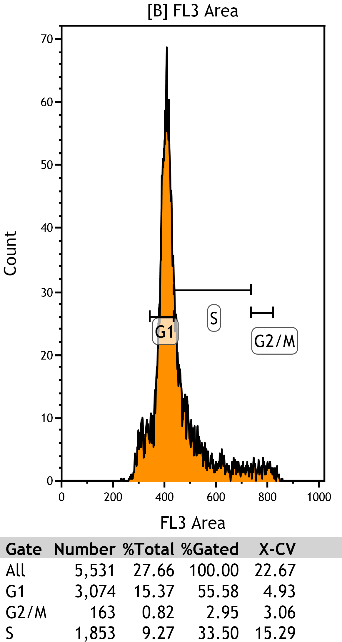 [B] FL3 Area
70
60
50
40
30
20
10
0
Count
G1
S
G2/M
0 200 400 600 800 1000
FL3 Area
Gate Number %Total %Gated X-CV
All 5,531 27.66 100.00 22.67
G1 3,074 15.37 55.58 4.93
G2/M 163 0.82 2.95 3.06
S 1,853 9.27 33.50 15.29